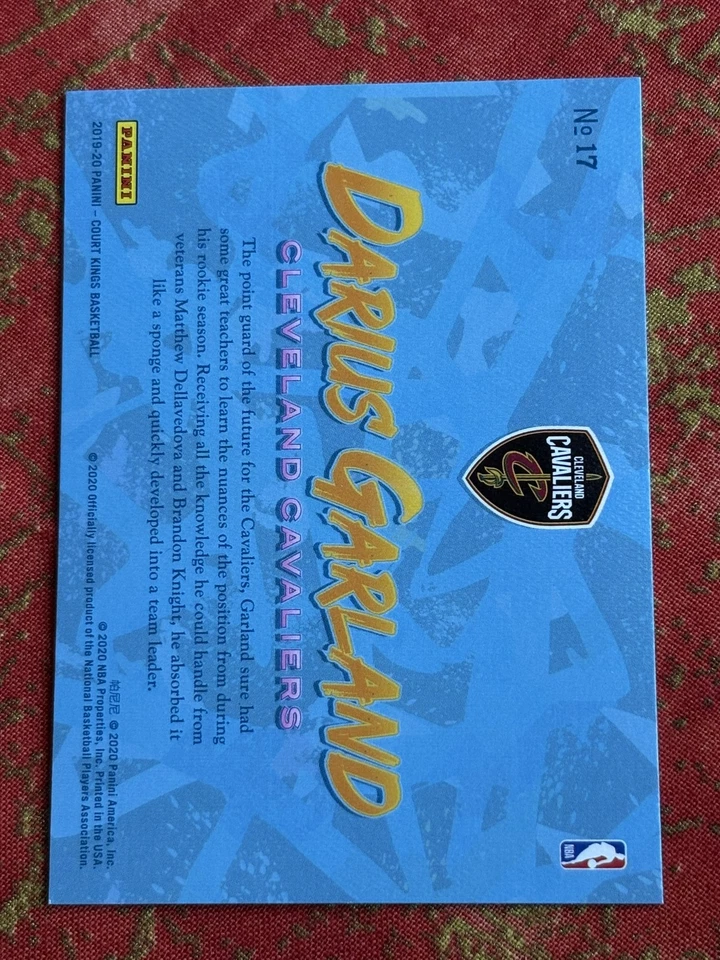 Nº 17
CLEVELAND
CAVALIERS
NBA
DARIUS GARLAND
CLEVELAND CAVALIERS
The point guard of the future for the Cavaliers, Garland sure had
some great teachers to learn the nuances of the position from during
his rookie season. Receiving all the knowledge he could handle from
veterans Matthew Dellavedova and Brandon Knight, he absorbed it
like a sponge and quickly developed into a team leader.
PANINI
2019-20 PANINI – COURT KINGS BASKETBALL
帕尼尼 © 2020 Panini America, Inc.
© 2020 NBA Properties, Inc. Printed in the USA.
© 2020 Officially licensed product of the National Basketball Players Association.